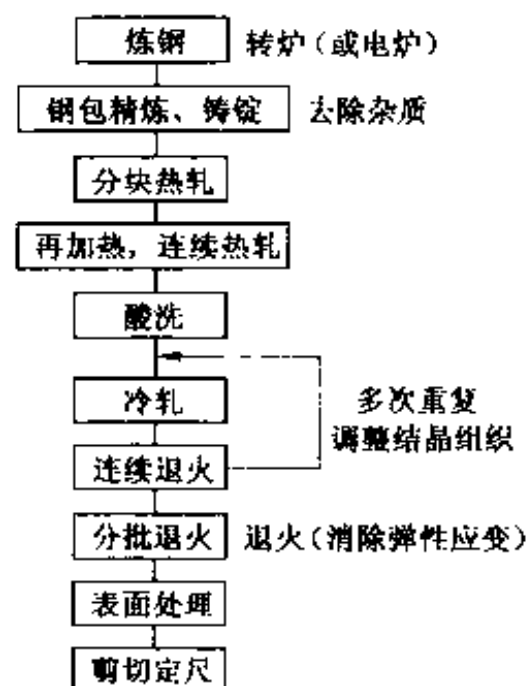 炼钢 转炉(或电炉)
钢包精炼、铸锭 去除杂质
分块热轧
再加热,连续热轧
酸洗
冷轧
多次重复
调整结晶组织
连续退火
分批退火 退火(消除弹性应变)
表面处理
剪切定尺